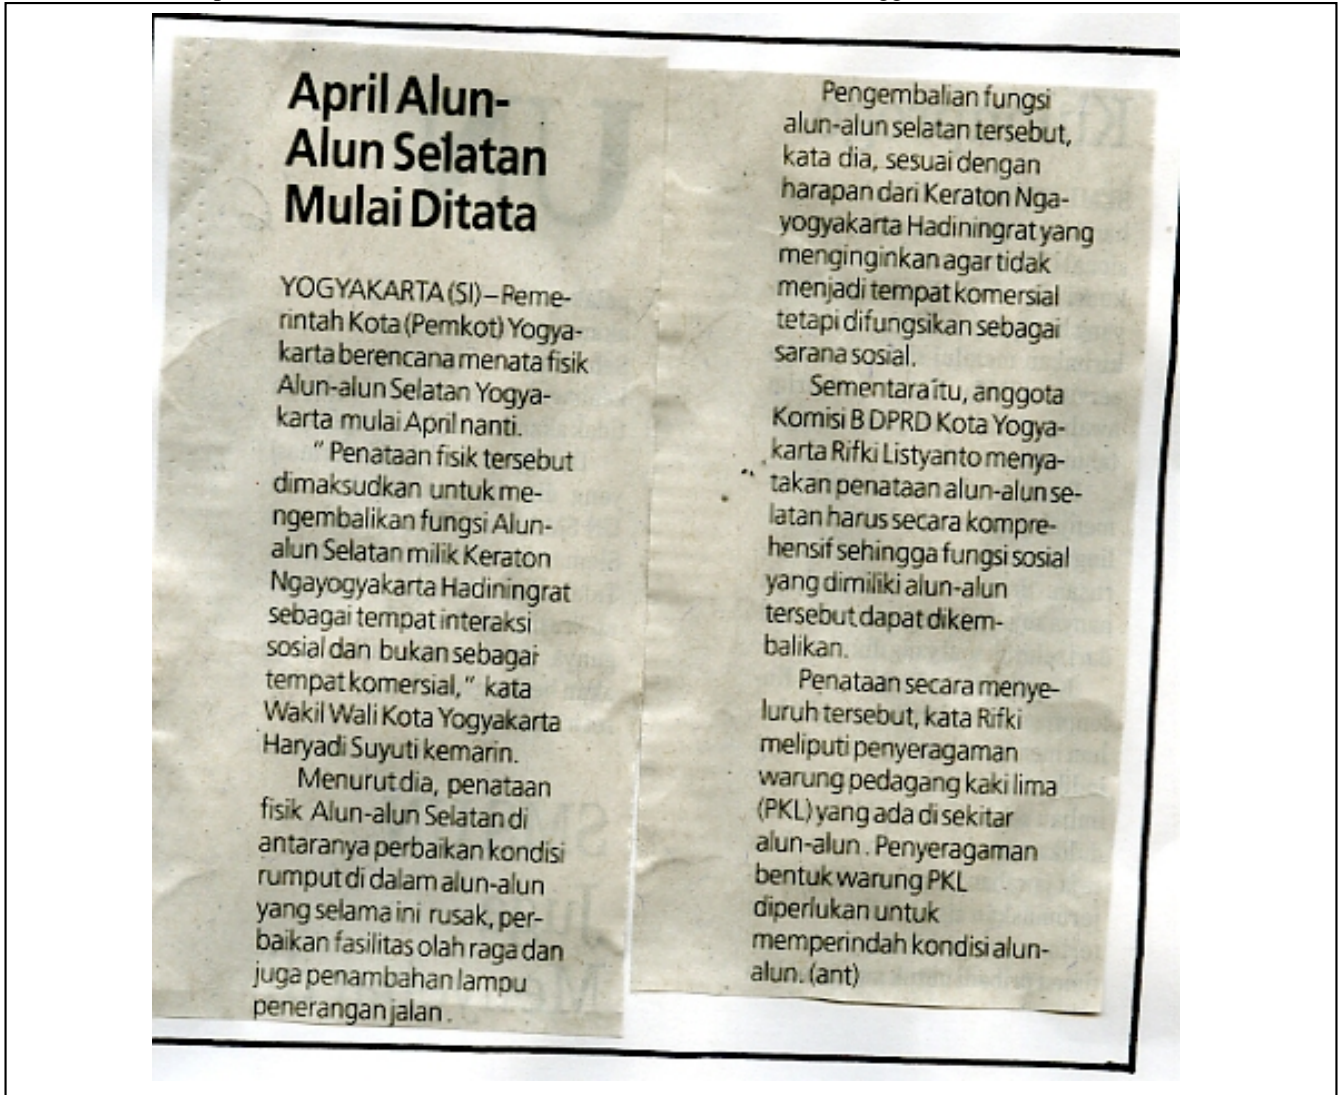 April Alun-
Alun Selatan
Mulai Ditata
YOGYAKARTA (SI) – Peme-
rintah Kota (Pemkot) Yogya-
karta berencana menata fisik
Alun-alun Selatan Yogya-
karta mulai April nanti.
" Penataan fisik tersebut
dimaksudkan untuk me-
ngembalikan fungsi Alun-
alun Selatan milik Keraton
Ngayogyakarta Hadiningrat
sebagai tempat interaksi
sosial dan bukan sebagai
tempat komersial, " kata
Wakil Wali Kota Yogyakarta
Haryadi Suyuti kemarin.
Menurut dia, penataan
fisik Alun-alun Selatan di
antaranya perbaikan kondisi
rumput di dalam alun-alun
yang selama ini rusak, per-
baikan fasilitas olah raga dan
juga penambahan lampu
penerangan jalan .
Pengembalian fungsi
alun-alun selatan tersebut,
kata dia, sesuai dengan
harapan dari Keraton Nga-
yogyakarta Hadiningrat yang
menginginkan agar tidak
menjadi tempat komersial
tetapi difungsikan sebagai
sarana sosial.
Sementara itu, anggota
Komisi B DPRD Kota Yogya-
karta Rifki Listyanto menya-
takan penataan alun-alun se-
latan harus secara kompre-
hensif sehingga fungsi sosial
yang dimiliki alun-alun
tersebut dapat dikem-
balikan.
Penataan secara menye-
luruh tersebut, kata Rifki
meliputi penyeragaman
warung pedagang kaki lima
(PKL) yang ada di sekitar
alun-alun . Penyeragaman
bentuk warung PKL
diperlukan untuk
memperindah kondisi alun-
alun. (ant)